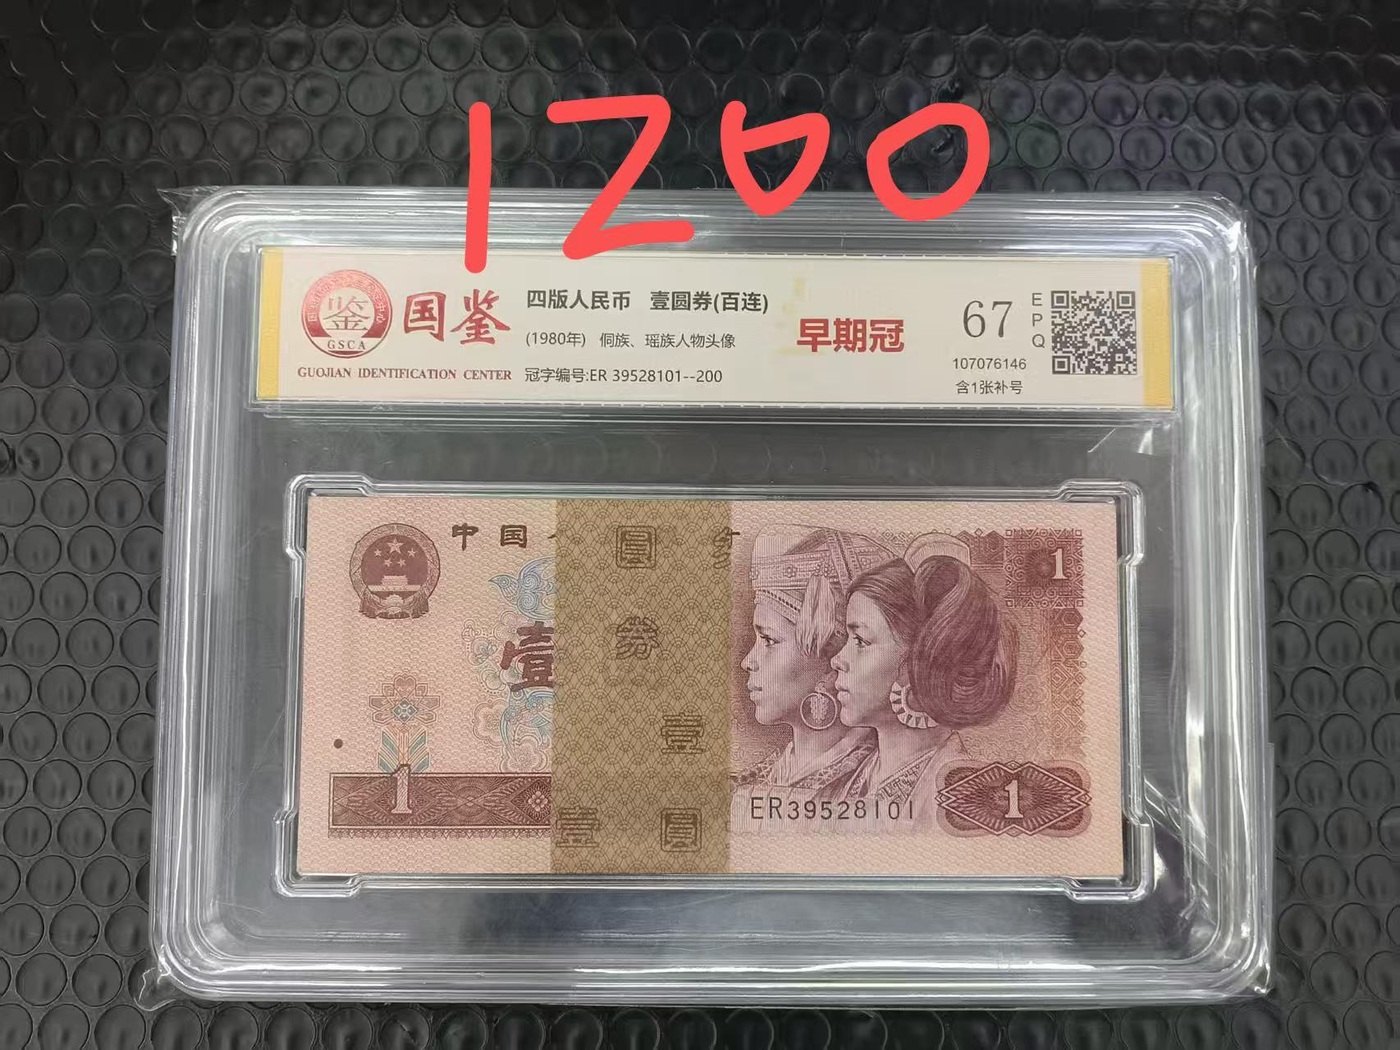 1200
国鉴
GSCA
GUOJIAN IDENTIFICATION CENTER
四版人民币 壹圆券(百连)
(1980年) 侗族、瑶族人物头像
冠字编号:ER 39528101--200
早期冠
67
EPQ
107076146
含1张补号
中国
圆
券
壹
壹
壹 圆
1
1
1
ER39528101